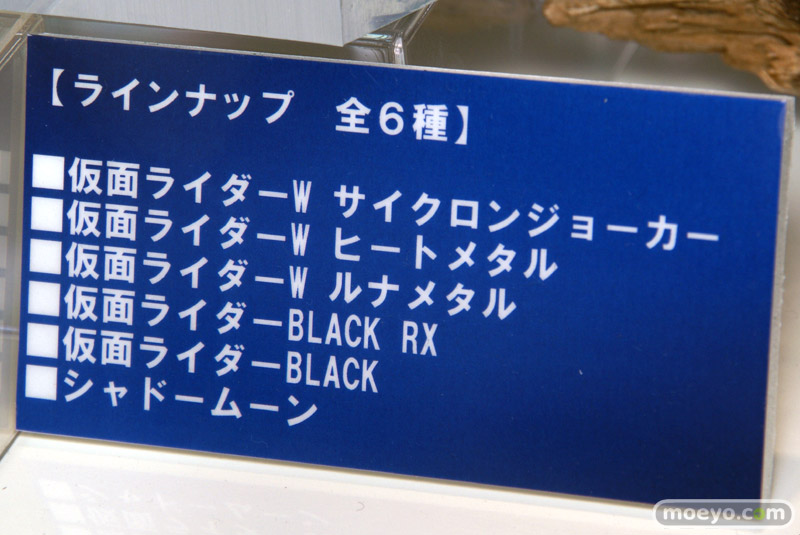 【ラインナップ　全６種】
■仮面ライダーW サイクロンジョーカー
■仮面ライダーW ヒートメタル
■仮面ライダーW ルナメタル
■仮面ライダーBLACK RX
■仮面ライダーBLACK
■シャドームーン
moeyo.com